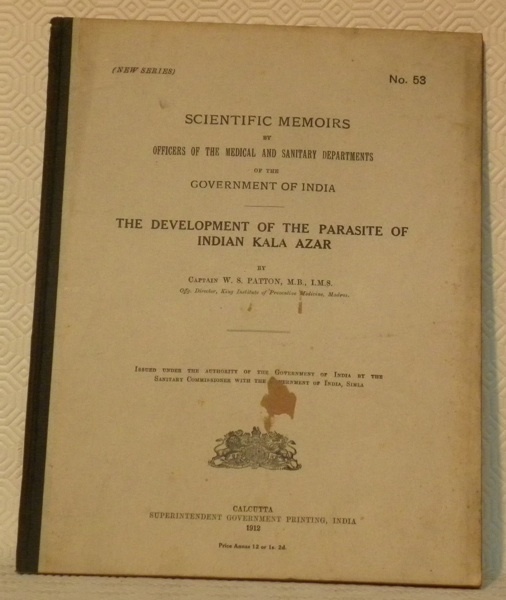 (NEW SERIES)
No. 53
SCIENTIFIC MEMOIRS
BY
OFFICERS OF THE MEDICAL AND SANITARY DEPARTMENTS
OF THE
GOVERNMENT OF INDIA
THE DEVELOPMENT OF THE PARASITE OF
INDIAN KALA AZAR
BY
CAPTAIN W. S. PATTON, M.B., I.M.S.
Offg. Director, King Institute of Preventive Medicine, Madras.
ISSUED UNDER THE AUTHORITY OF THE GOVERNMENT OF INDIA BY THE
SANITARY COMMISSIONER WITH THE GOVERNMENT OF INDIA, SIMLA
CALCUTTA
SUPERINTENDENT GOVERNMENT PRINTING, INDIA
1912
Price Annas 12 or 1s. 2d.